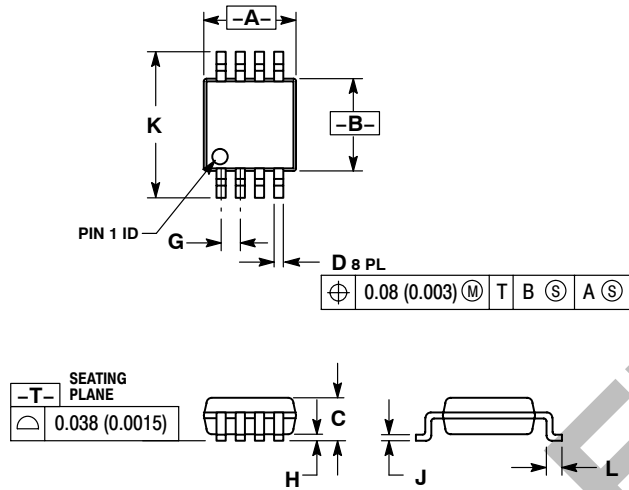 –A–
K
–B–
PIN 1 ID
G
D 8 PL
⌖ 0.08 (0.003) Ⓜ T B Ⓢ A Ⓢ
–T– SEATING
PLANE
⌓ 0.038 (0.0015)
C
H
J
L